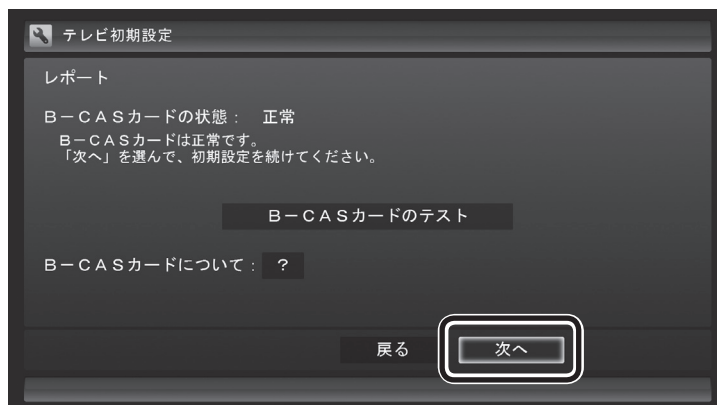 テレビ初期設定
レポート
B－CASカードの状態： 正常
B－CASカードは正常です。
「次へ」を選んで、初期設定を続けてください。
B－CASカードのテスト
B－CASカードについて： ？
戻る 次へ